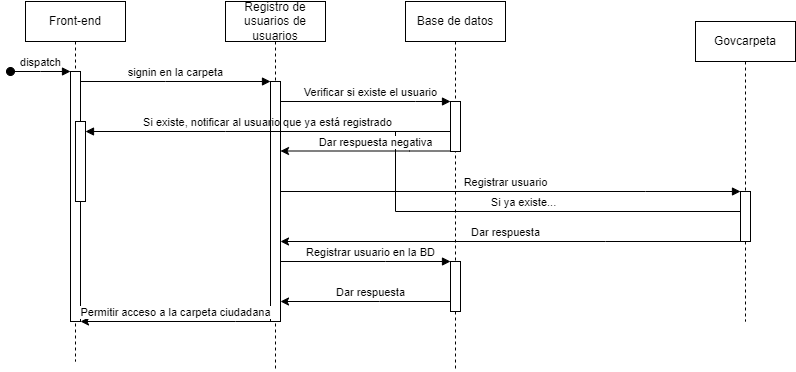 Front-end
Registro de
usuarios de
usuarios
Base de datos
Govcarpeta
dispatch
signin en la carpeta
Verificar si existe el usuario
Si existe, notificar al usuario que ya está registrado
Dar respuesta negativa
Registrar usuario
Si ya existe...
Dar respuesta
Registrar usuario en la BD
Dar respuesta
Permitir acceso a la carpeta ciudadana